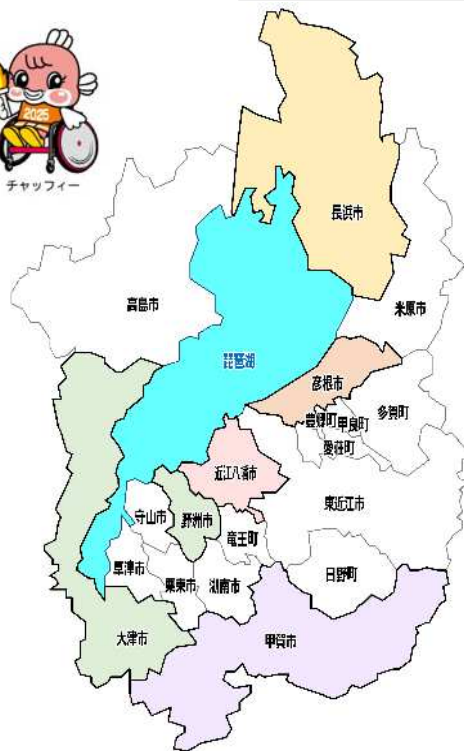 2025
チャッフィー
長浜市
高島市
米原市
琵琶湖
彦根市
豊郷町
甲良町
多賀町
愛荘町
近江八幡市
東近江市
守山市
野洲市
竜王町
草津市
栗東市
湖南市
日野町
大津市
甲賀市